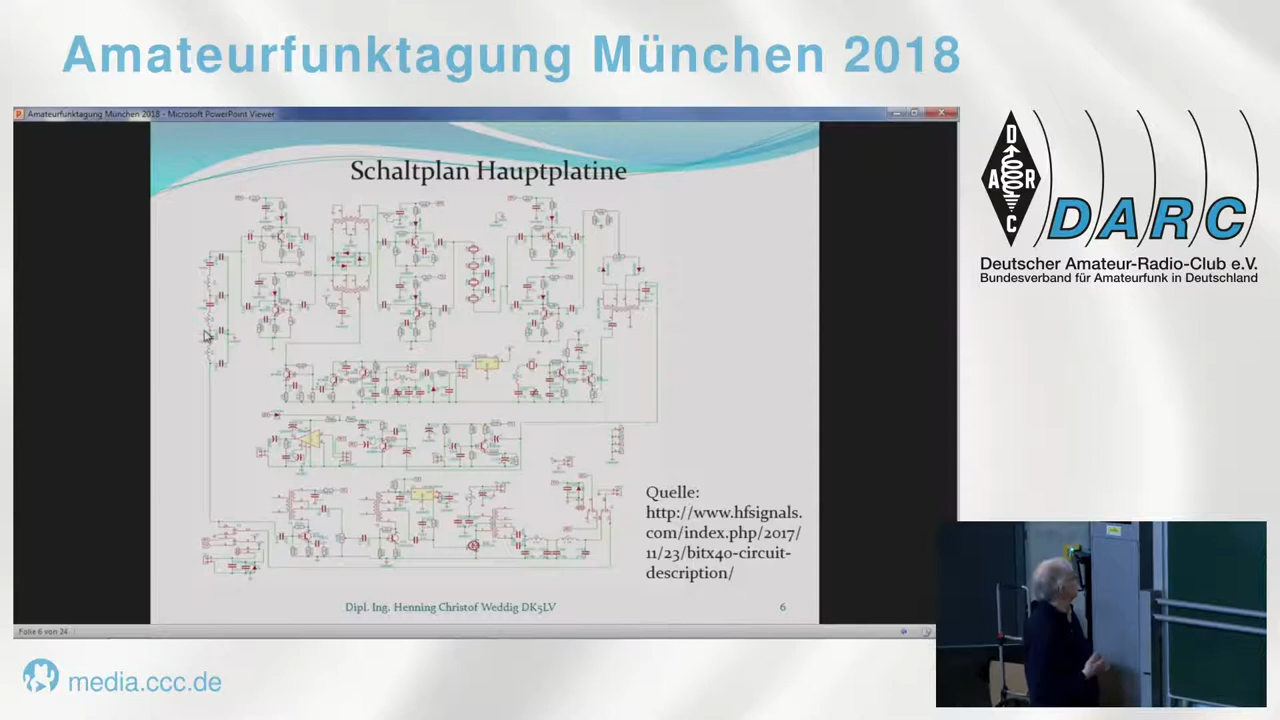 Amateurfunktagung München 2018
Amateurfunktagung München 2018 - Microsoft PowerPoint Viewer
Schaltplan Hauptplatine
Quelle:
http://www.hfsignals.
com/index.php/2017/
11/23/bitx40-circuit-
description/
Dipl. Ing. Henning Christof Weddig DK5LV
6
Folie 6 von 24
D
A R
C
DARC
Deutscher Amateur-Radio-Club e.V.
Bundesverband für Amateurfunk in Deutschland
media.ccc.de